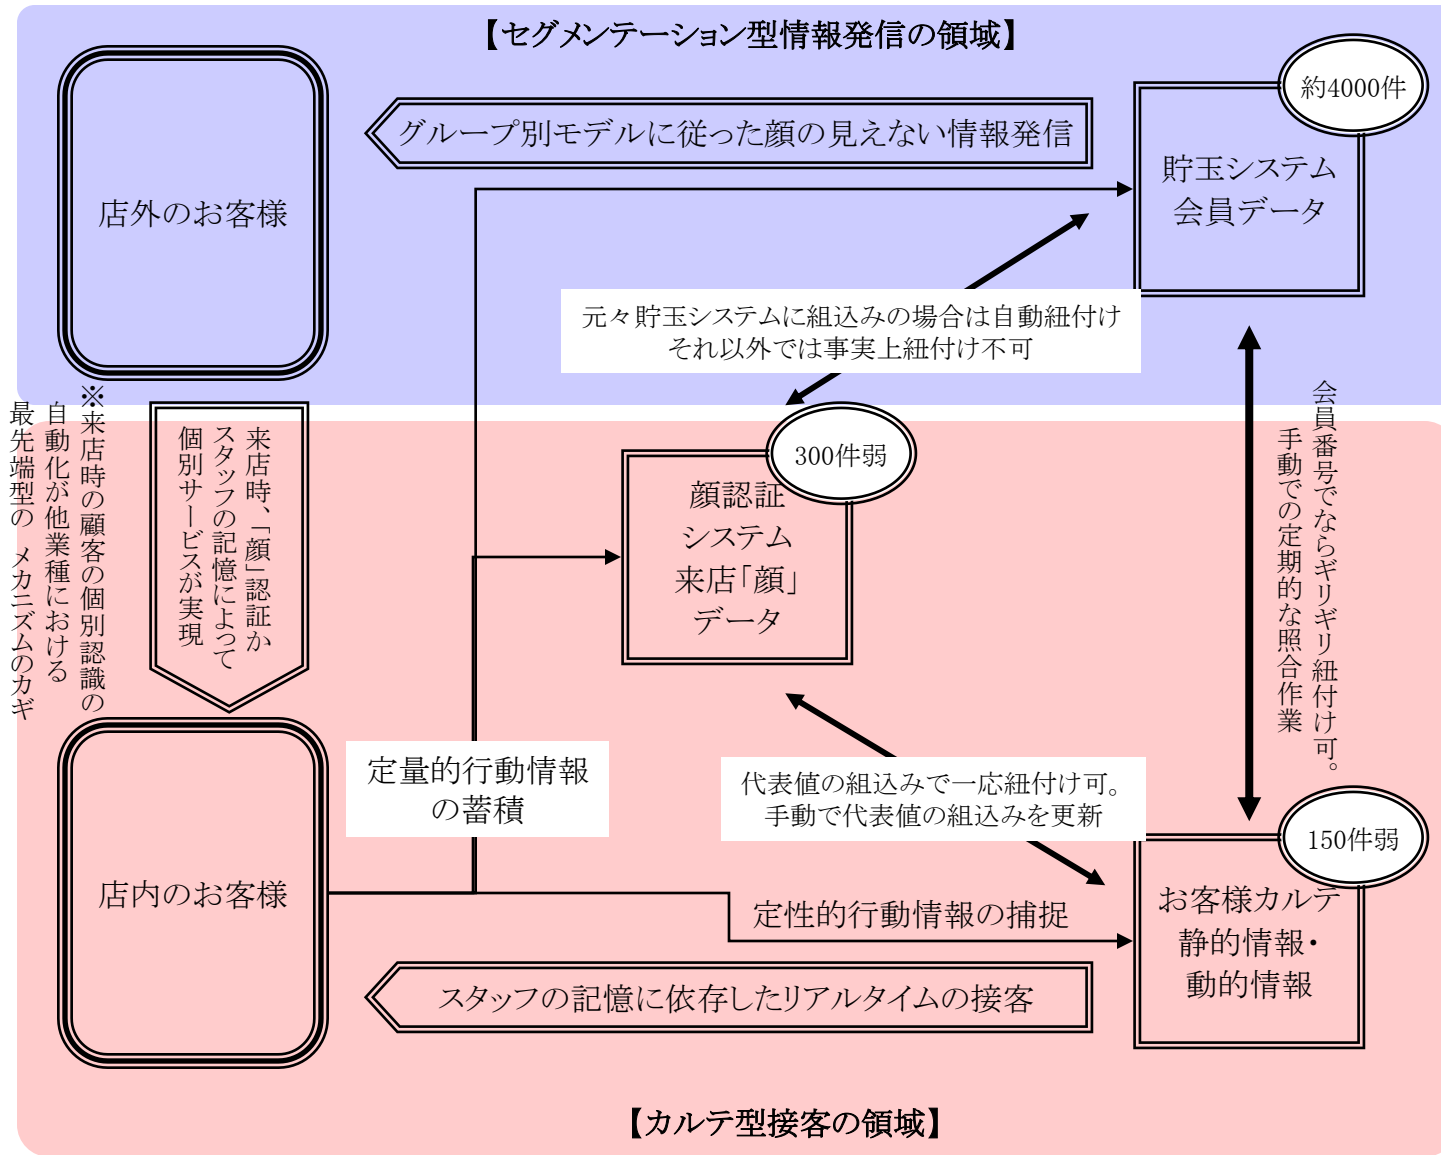 【セグメンテーション型情報発信の領域】
約4000件
グループ別モデルに従った顔の見えない情報発信
貯玉システム
会員データ
店外のお客様
元々貯玉システムに組込みの場合は自動紐付け
それ以外では事実上紐付け不可
※来店時の顧客の個別認識の
自動化が他業種における
最先端型の メカニズムのカギ
来店時、「顔」認証か
スタッフの記憶によって
個別サービスが実現
300件弱
顔認証
システム
来店「顔」
データ
会員番号でならギリギリ紐付け可。
手動での定期的な照合作業
定量的行動情報
の蓄積
代表値の組込みで一応紐付け可。
手動で代表値の組込みを更新
150件弱
店内のお客様
定性的行動情報の捕捉
お客様カルテ
静的情報・
動的情報
スタッフの記憶に依存したリアルタイムの接客
【カルテ型接客の領域】